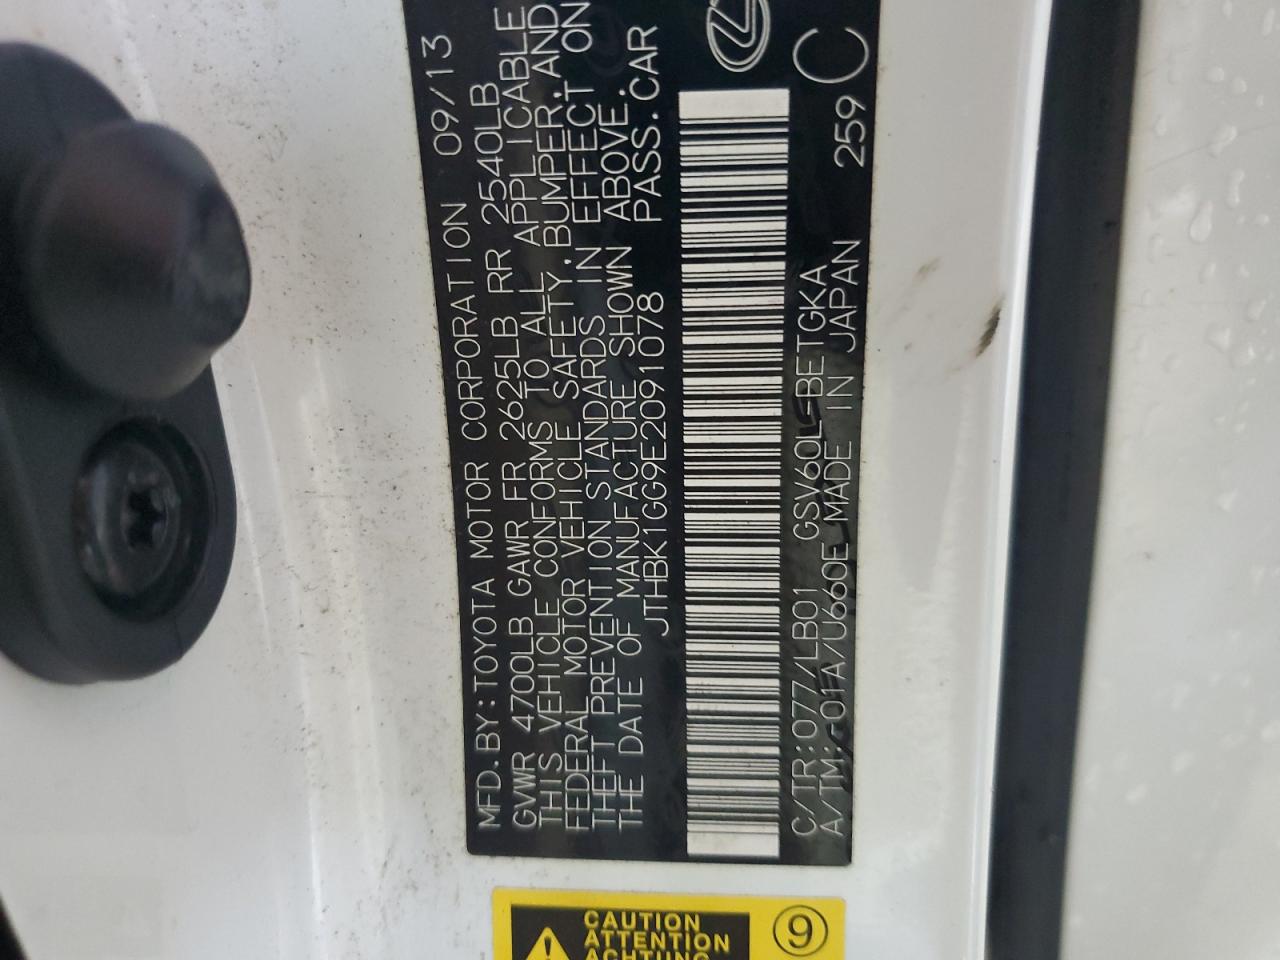 MFD.BY:TOYOTA MOTOR CORPORATION 09/13
GVWR 4700LB GAWR FR 2625LB RR 2540LB
THIS VEHICLE CONFORMS TO ALL APPLICABLE
FEDERAL MOTOR VEHICLE SAFETY,BUMPER,AND
THEFT PREVENTION STANDARDS IN EFFECT ON
THE DATE OF MANUFACTURE SHOWN ABOVE.
JTHBK1GG9E2091078 PASS.CAR
C/TR:077/LB01 GSV60L-BETGKA 259
A/TM:-01A/U660E MADE IN JAPAN C
CAUTION
ATTENTION
ACHTUNG
9